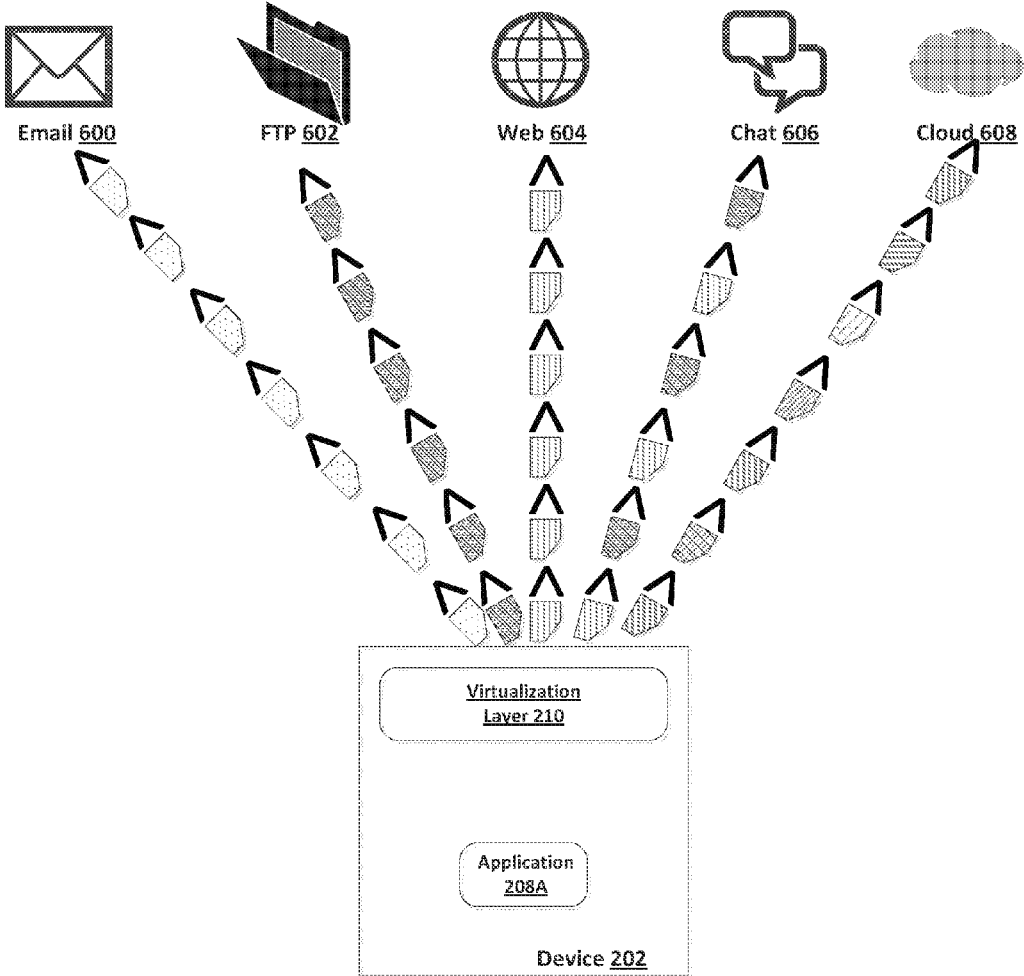 Email 600
FTP 602
Web 604
Chat 606
Cloud 608
Virtualization
Layer 210
Application
208A
Device 202